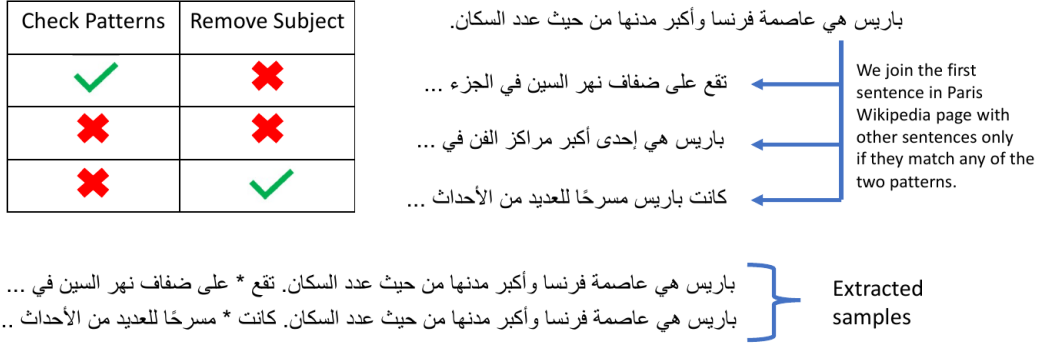 Check Patterns Remove Subject
باريس هي عاصمة فرنسا وأكبر مدنها من حيث عدد السكان.
تقع على ضفاف نهر السين في الجزء ...
باريس هي إحدى أكبر مراكز الفن في ...
كانت باريس مسرحًا للعديد من الأحداث ...
We join the first
sentence in Paris
Wikipedia page with
other sentences only
if they match any of the
two patterns.
باريس هي عاصمة فرنسا وأكبر مدنها من حيث عدد السكان. تقع * على ضفاف نهر السين في ...
باريس هي عاصمة فرنسا وأكبر مدنها من حيث عدد السكان. كانت * مسرحًا للعديد من الأحداث ..
Extracted
samples